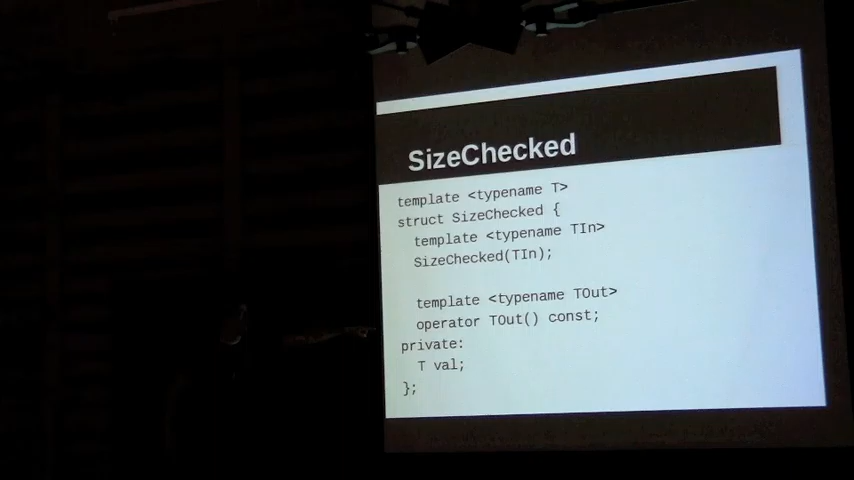 SizeChecked
template <typename T>
struct SizeChecked {
template <typename TIn>
SizeChecked(TIn);
template <typename TOut>
operator TOut() const;
private:
T val;
};